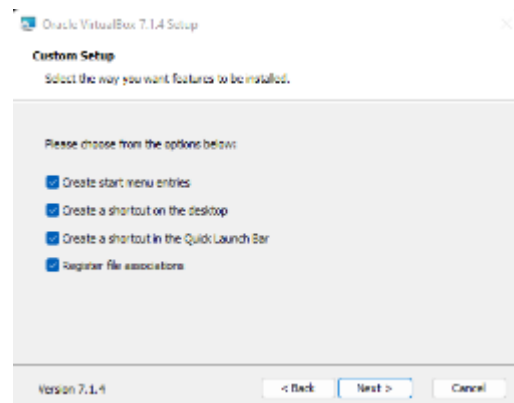 Oracle VirtualBox 7.1.4 Setup
Custom Setup
Select the way you want features to be installed.
Please choose from the options below:
Create start menu entries
Create a shortcut on the desktop
Create a shortcut in the Quick Launch Bar
Register file associations
Version 7.1.4
< Back Next > Cancel